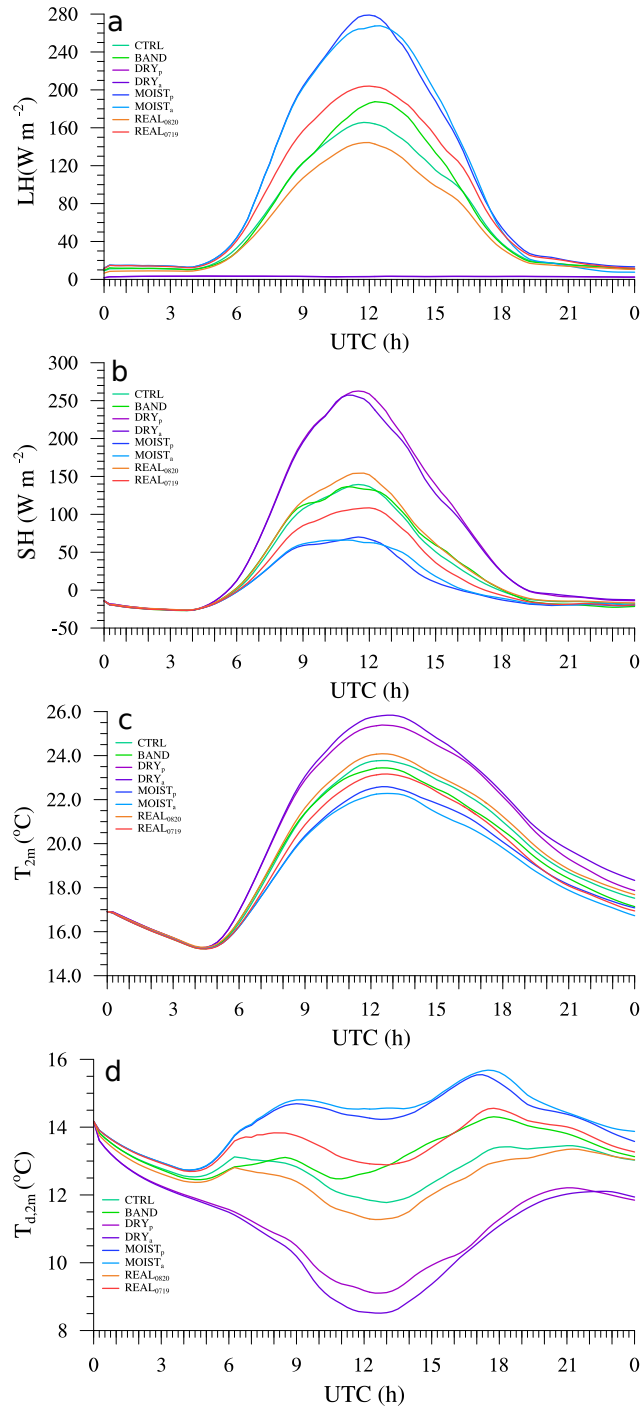 a
280
240
200
160
120
80
40
0
LH(W m-2)
CTRL
BAND
DRYp
DRYa
MOISTp
MOISTa
REAL0820
REAL0719
0 3 6 9 12 15 18 21 0
UTC (h)
b
300
250
200
150
100
50
0
-50
SH (W m-2)
CTRL
BAND
DRYp
DRYa
MOISTp
MOISTa
REAL0820
REAL0719
0 3 6 9 12 15 18 21 0
UTC (h)
c
26.0
24.0
22.0
20.0
18.0
16.0
14.0
T2m (oC)
CTRL
BAND
DRYp
DRYa
MOISTp
MOISTa
REAL0820
REAL0719
0 3 6 9 12 15 18 21 0
UTC (h)
d
16
14
12
10
8
Td,2m (oC)
CTRL
BAND
DRYp
DRYa
MOISTp
MOISTa
REAL0820
REAL0719
0 3 6 9 12 15 18 21 0
UTC (h)